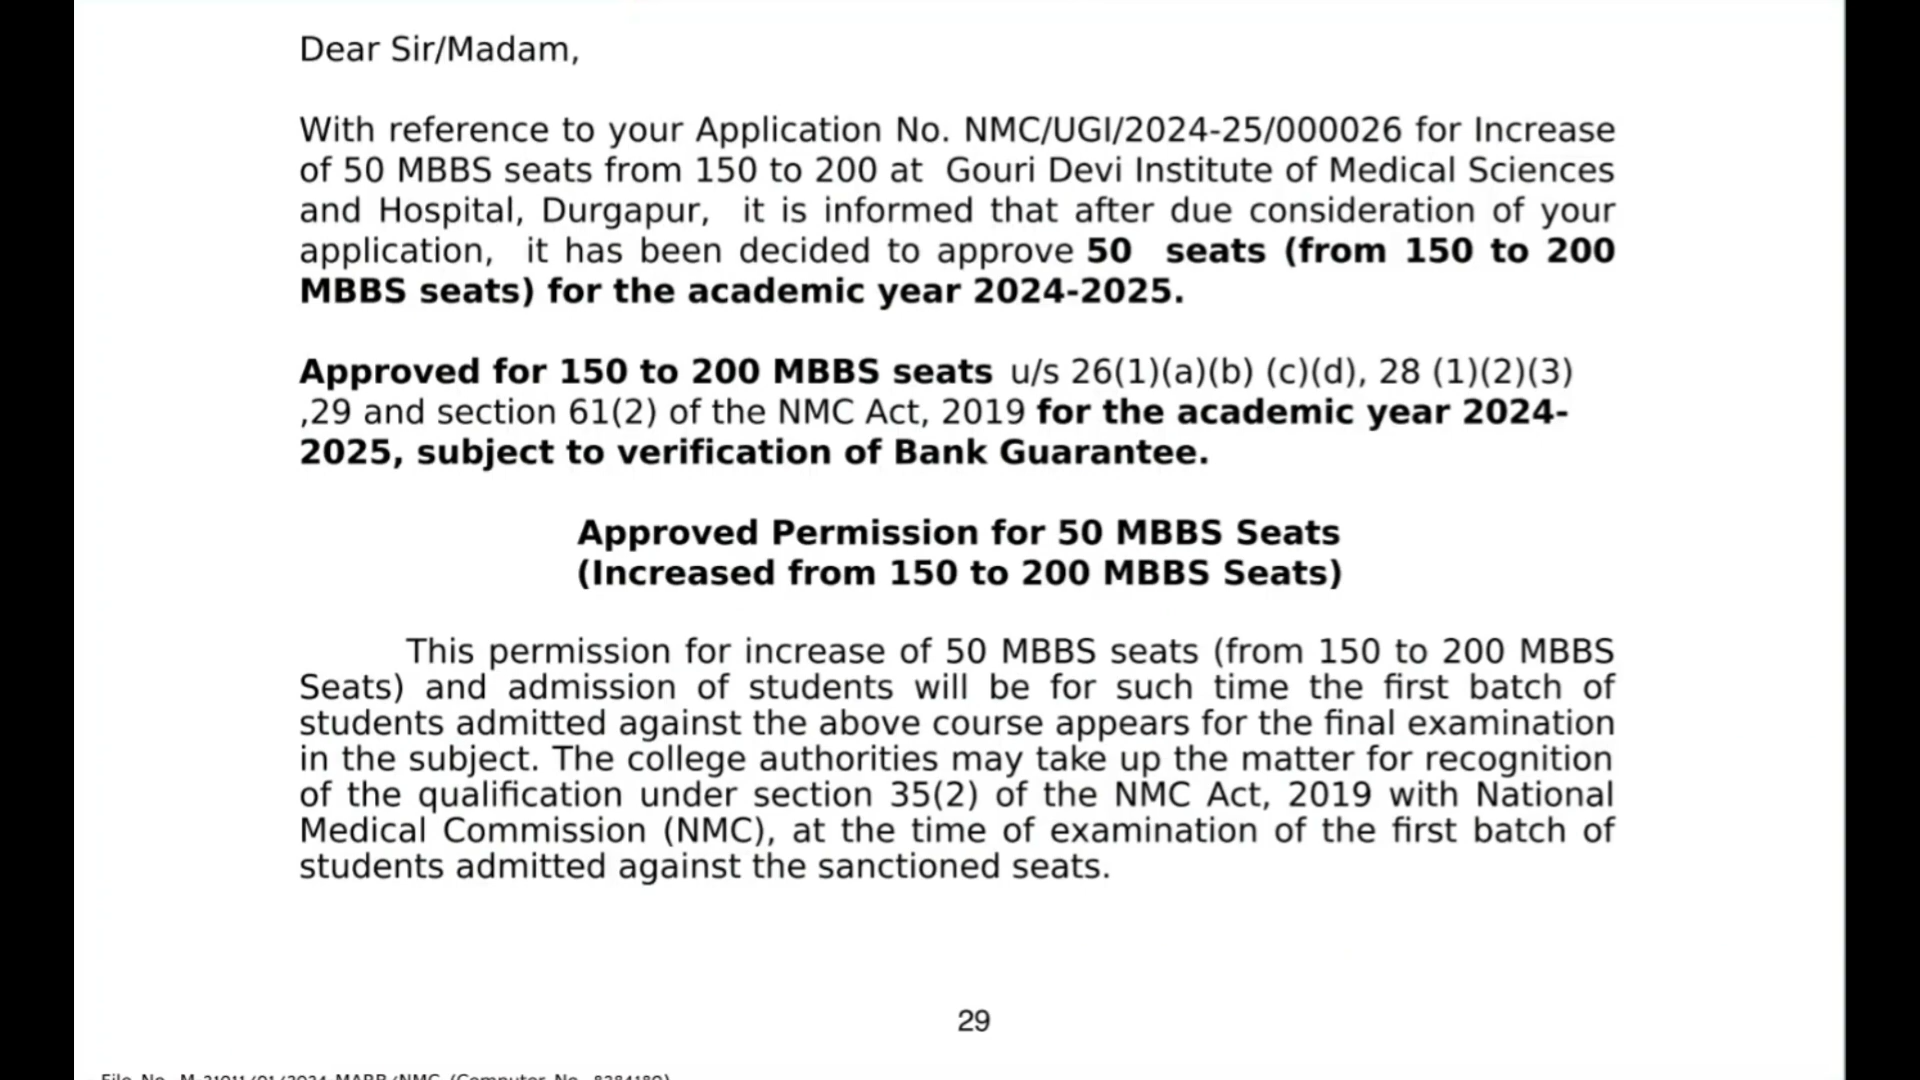 Dear Sir/Madam,
With reference to your Application No. NMC/UGI/2024-25/000026 for Increase
of 50 MBBS seats from 150 to 200 at Gouri Devi Institute of Medical Sciences
and Hospital, Durgapur, it is informed that after due consideration of your
application, it has been decided to approve 50 seats (from 150 to 200
MBBS seats) for the academic year 2024-2025.
Approved for 150 to 200 MBBS seats u/s 26(1)(a)(b) (c)(d), 28 (1)(2)(3)
,29 and section 61(2) of the NMC Act, 2019 for the academic year 2024-
2025, subject to verification of Bank Guarantee.
Approved Permission for 50 MBBS Seats
(Increased from 150 to 200 MBBS Seats)
This permission for increase of 50 MBBS seats (from 150 to 200 MBBS
Seats) and admission of students will be for such time the first batch of
students admitted against the above course appears for the final examination
in the subject. The college authorities may take up the matter for recognition
of the qualification under section 35(2) of the NMC Act, 2019 with National
Medical Commission (NMC), at the time of examination of the first batch of
students admitted against the sanctioned seats.
29
File No. (Computer No.